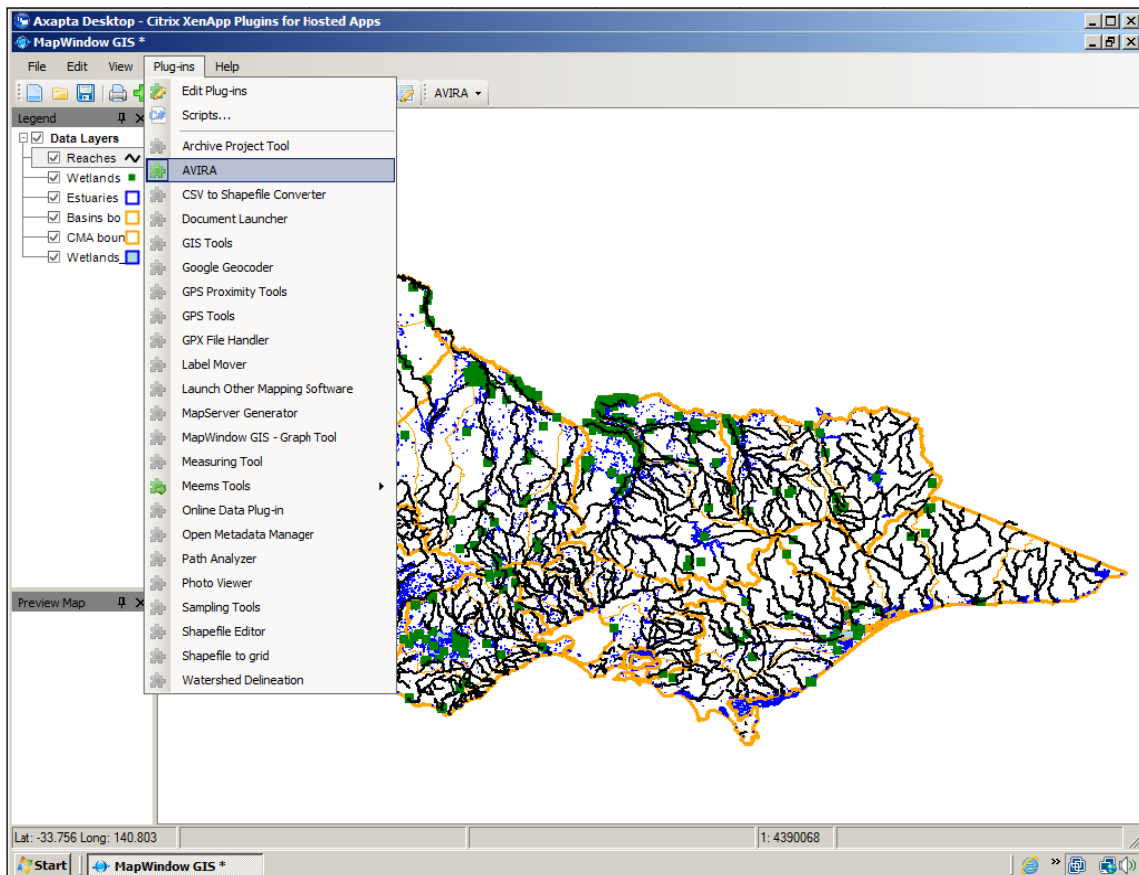 Axapta Desktop - Citrix XenApp Plugins for Hosted Apps
MapWindow GIS *
File Edit View Plug-ins Help
AVIRA
Legend
Data Layers
Reaches
Wetlands
Estuaries
Basins bo
CMA boun
Wetlands_
Edit Plug-ins
C#
Scripts...
Archive Project Tool
AVIRA
CSV to Shapefile Converter
Document Launcher
GIS Tools
Google Geocoder
GPS Proximity Tools
GPS Tools
GPX File Handler
Label Mover
Launch Other Mapping Software
MapServer Generator
MapWindow GIS - Graph Tool
Measuring Tool
Meems Tools
Online Data Plug-in
Open Metadata Manager
Path Analyzer
Photo Viewer
Sampling Tools
Shapefile Editor
Shapefile to grid
Watershed Delineation
Preview Map
Lat: -33.756 Long: 140.803
1: 4390068
Start
MapWindow GIS *